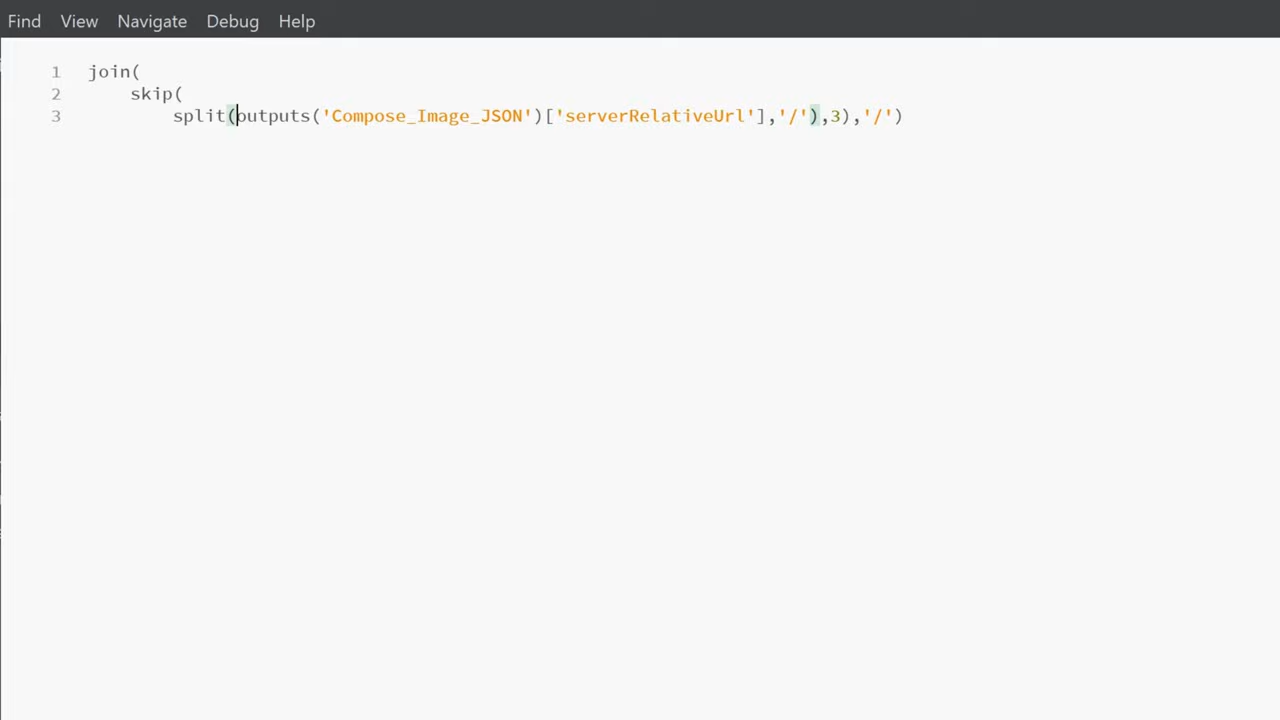 Find View Navigate Debug Help
1 join(
2 skip(
3 split(outputs('Compose_Image_JSON')['serverRelativeUrl'],'/'),3),'/')